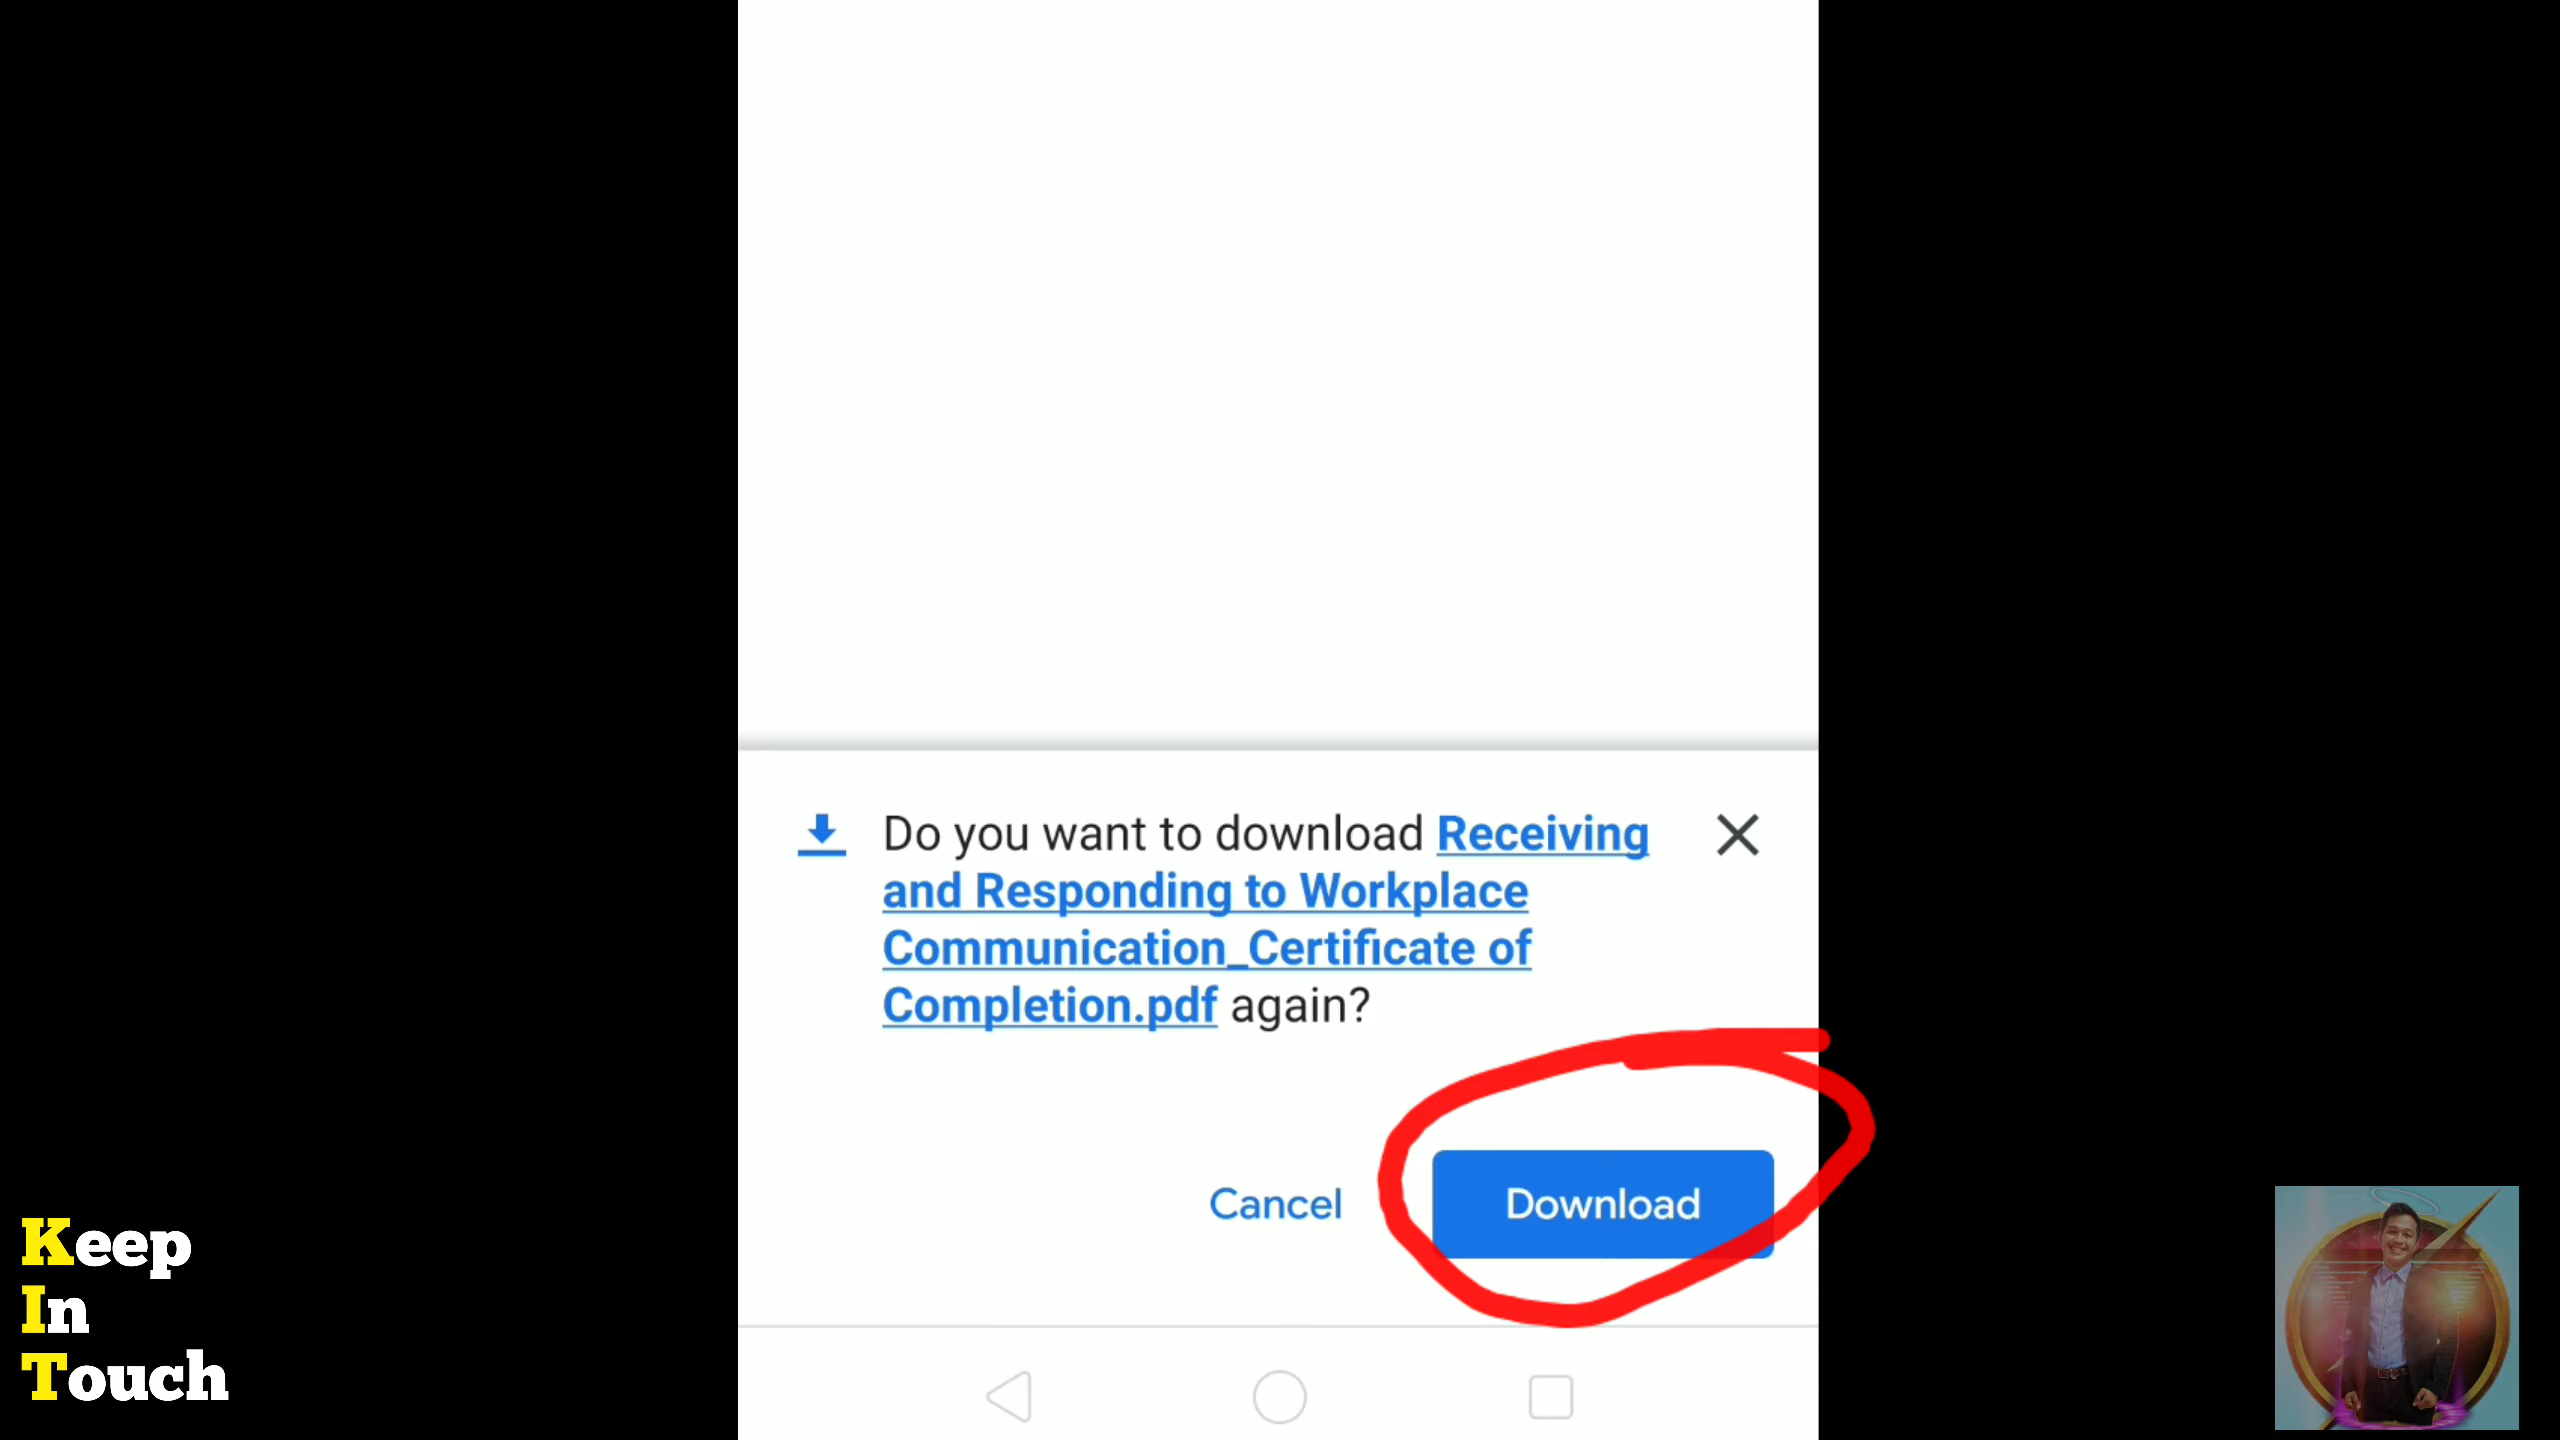 Do you want to download Receiving
and Responding to Workplace
Communication_Certificate of
Completion.pdf again?
Cancel
Download
Keep
In
Touch